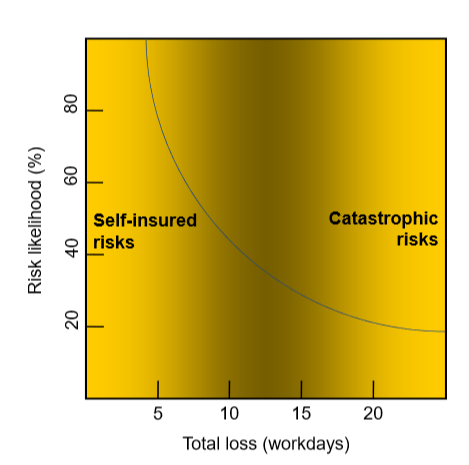 80
60
40
20
Risk likelihood (%)
Self-insured
risks
Catastrophic
risks
5 10 15 20
Total loss (workdays)